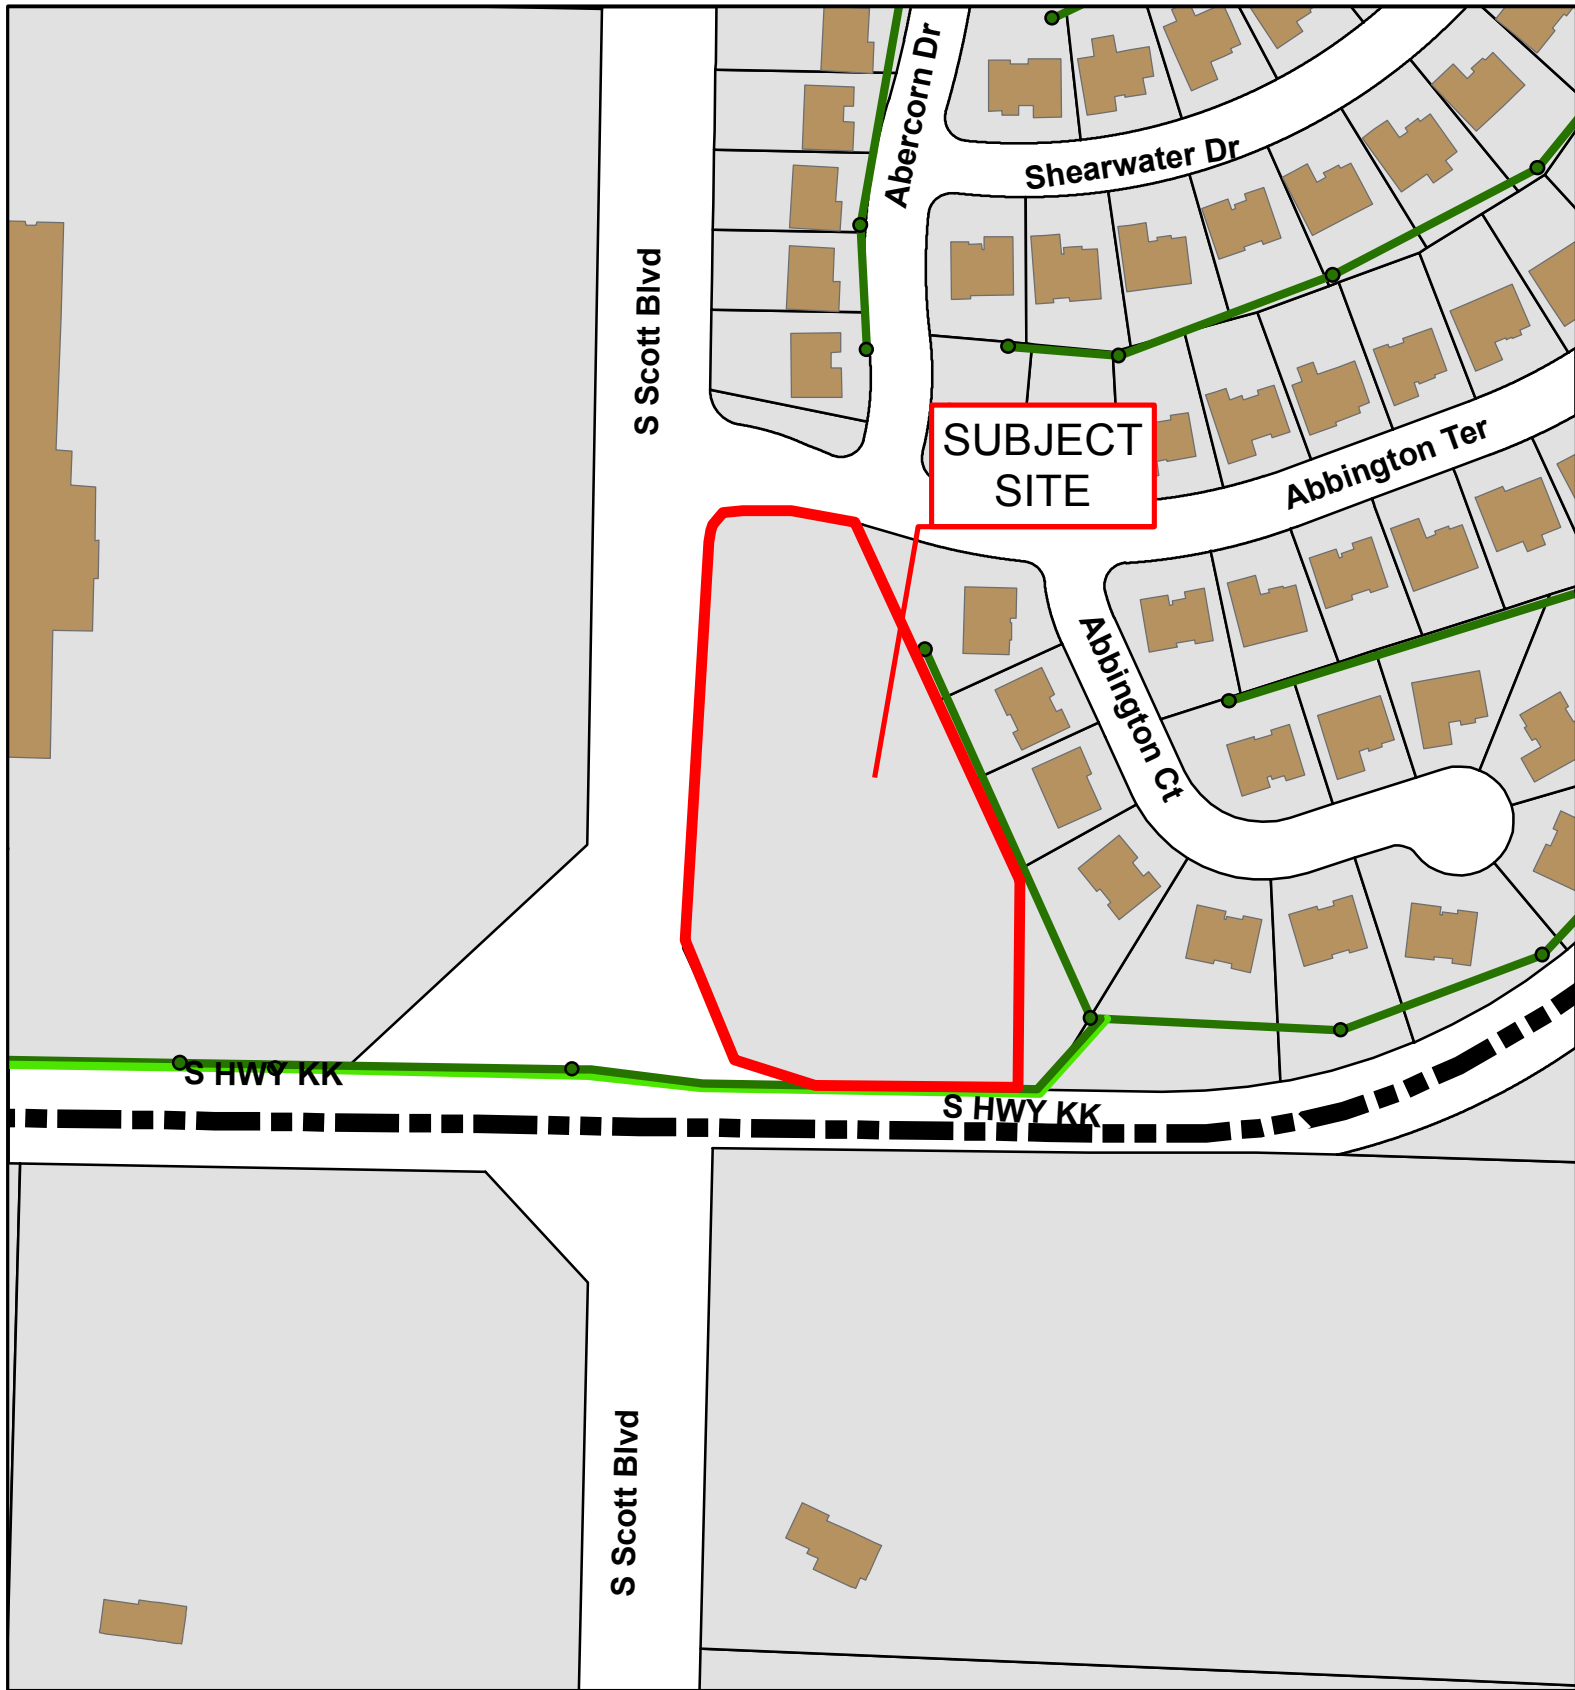 Abercorn Dr
Shearwater Dr
S Scott Blvd
SUBJECT
SITE
Abbington Ter
Abbington Ct
S HWY KK
S HWY KK
S Scott Blvd